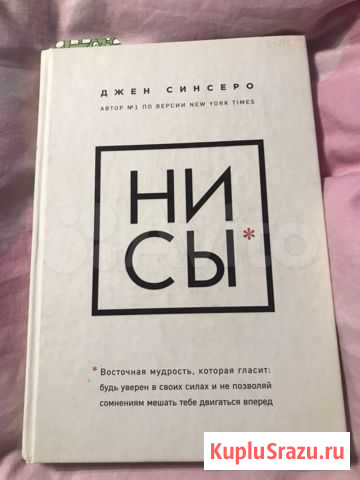 ДЖЕН СИНСЕРО
АВТОР №1 ПО ВЕРСИИ NEW YORK TIMES
НИ
СЫ*
* Восточная мудрость, которая гласит:
будь уверен в своих силах и не позволяй
сомнениям мешать тебе двигаться вперед
KupluSrazu.ru